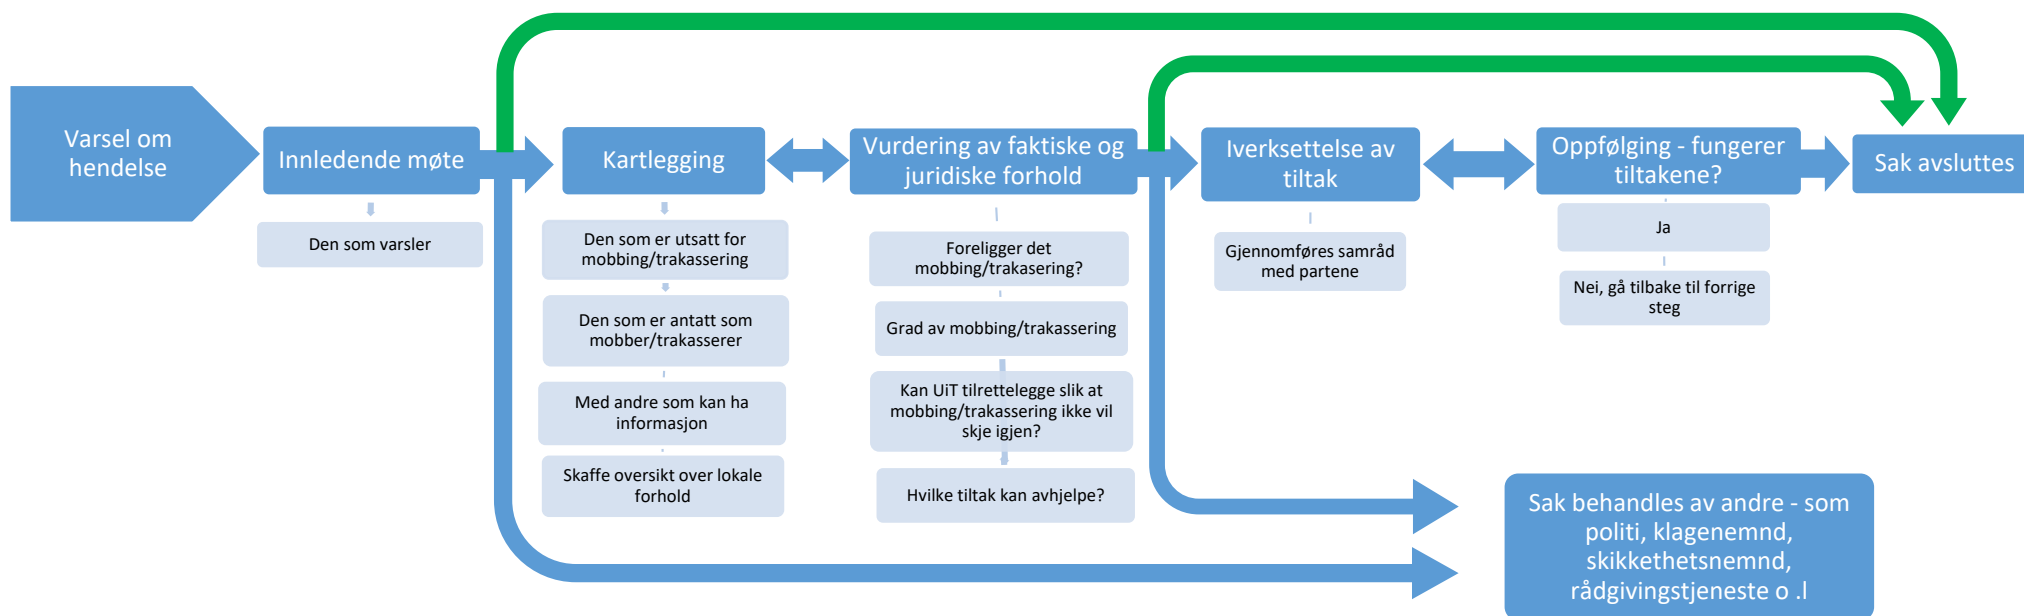 Varsel om
hendelse
Innledende møte
Den som varsler
Kartlegging
Den som er utsatt for
mobbing/trakassering
Den som er antatt som
mobber/trakasserer
Med andre som kan ha
informasjon
Skaffe oversikt over lokale
forhold
Vurdering av faktiske og
juridiske forhold
Foreligger det
mobbing/trakasering?
Grad av mobbing/trakassering
Kan UiT tilrettelegge slik at
mobbing/trakassering ikke vil
skje igjen?
Hvilke tiltak kan avhjelpe?
Iverksettelse av
tiltak
Gjennomføres samråd
med partene
Oppfølging - fungerer
tiltakene?
Ja
Nei, gå tilbake til forrige
steg
Sak avsluttes
Sak behandles av andre - som
politi, klagenemnd,
skikkethetsnemnd,
rådgivingstjeneste o .l